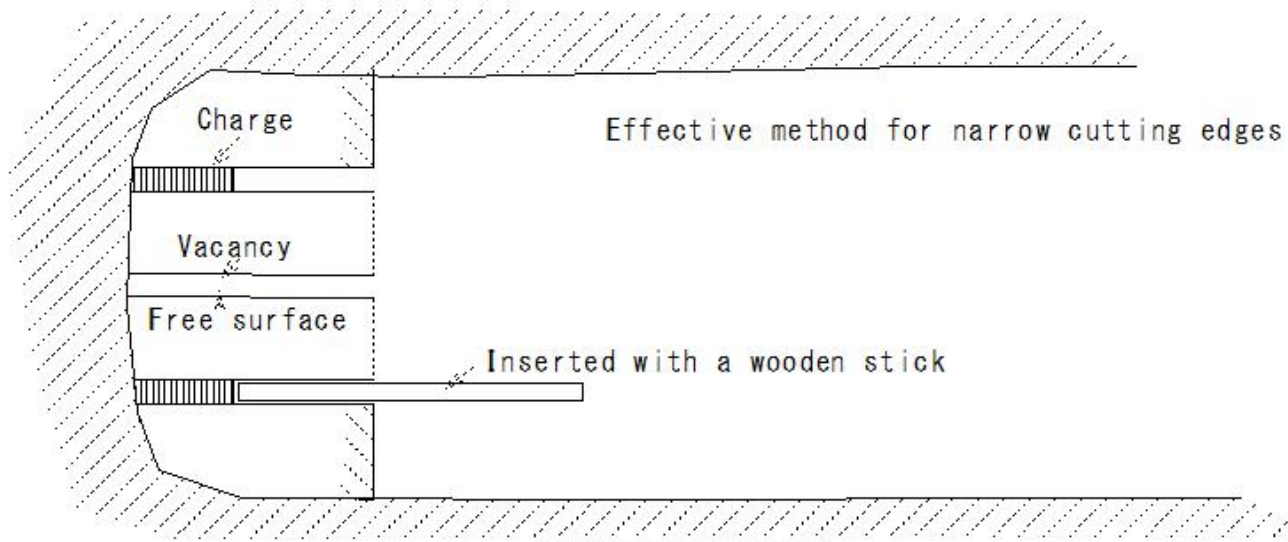 Charge
Effective method for narrow cutting edges
Vacancy
Free surface
Inserted with a wooden stick